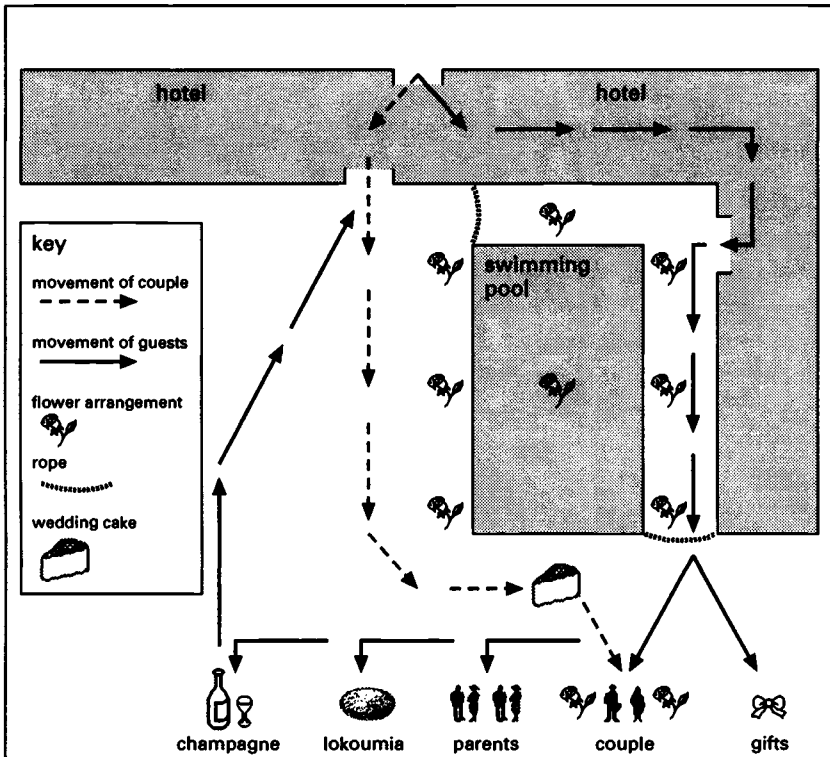 hotel
hotel
key
movement of couple
movement of guests
flower arrangement
rope
wedding cake
swimming
pool
champagne
lokoumia
parents
couple
gifts